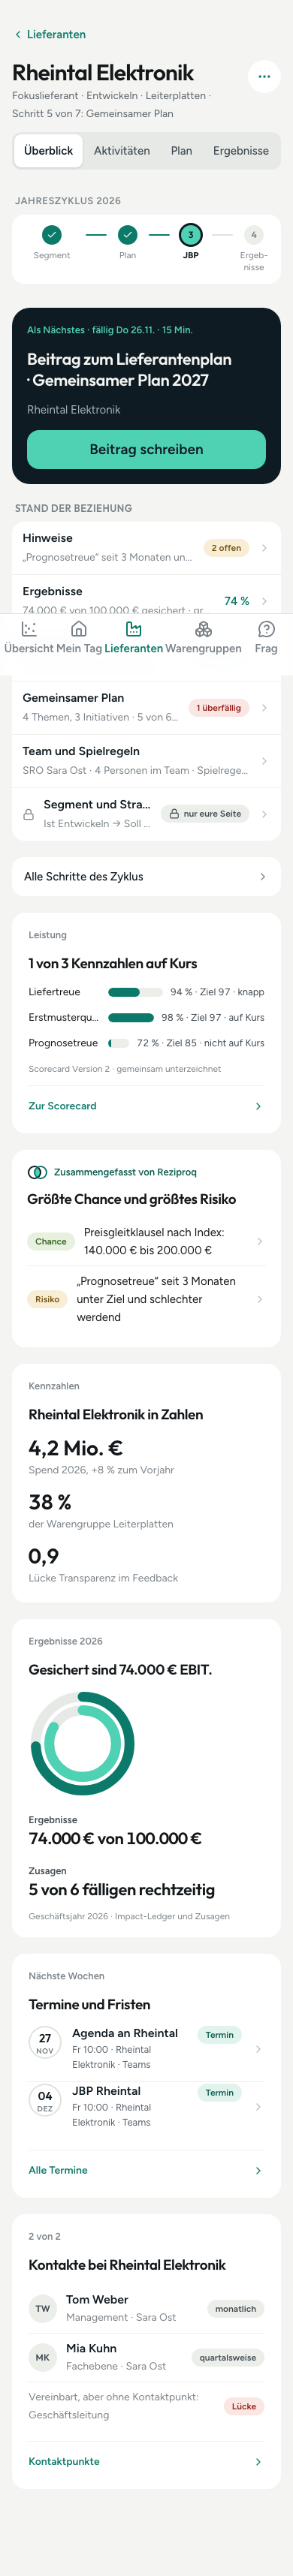 Lieferanten
Rheintal Elektronik
Fokuslieferant · Entwickeln · Leiterplatten ·
Schritt 5 von 7: Gemeinsamer Plan
Überblick Aktivitäten Plan Ergebnisse
JAHRESZYKLUS 2026
3 4
Segment Plan JBP Ergeb-
nisse
Als Nächstes · fällig Do 26.11. · 15 Min.
Beitrag zum Lieferantenplan
· Gemeinsamer Plan 2027
Rheintal Elektronik
Beitrag schreiben
STAND DER BEZIEHUNG
Hinweise
„Prognosetreue“ seit 3 Monaten un... 2 offen
Ergebnisse
74.000 € von 100.000 € gesichert · gr 74 %
Übersicht Mein Tag Lieferanten Warengruppen Frag
Gemeinsamer Plan
4 Themen, 3 Initiativen · 5 von 6... 1 überfällig
Team und Spielregeln
SRO Sara Ost · 4 Personen im Team · Spielrege...
Segment und Stra...
Ist Entwickeln → Soll ... nur eure Seite
Alle Schritte des Zyklus
Leistung
1 von 3 Kennzahlen auf Kurs
Liefertreue 94 % · Ziel 97 · knapp
Erstmusterqu... 98 % · Ziel 97 · auf Kurs
Prognosetreue 72 % · Ziel 85 · nicht auf Kurs
Scorecard Version 2 · gemeinsam unterzeichnet
Zur Scorecard
Zusammengefasst von Reziproq
Größte Chance und größtes Risiko
Chance Preisgleitklausel nach Index:
140.000 € bis 200.000 €
Risiko „Prognosetreue“ seit 3 Monaten
unter Ziel und schlechter
werdend
Kennzahlen
Rheintal Elektronik in Zahlen
4,2 Mio. €
Spend 2026, +8 % zum Vorjahr
38 %
der Warengruppe Leiterplatten
0,9
Lücke Transparenz im Feedback
Ergebnisse 2026
Gesichert sind 74.000 € EBIT.
Ergebnisse
74.000 € von 100.000 €
Zusagen
5 von 6 fälligen rechtzeitig
Geschäftsjahr 2026 · Impact-Ledger und Zusagen
Nächste Wochen
Termine und Fristen
27 NOV Agenda an Rheintal Termin
Fr 10:00 · Rheintal
Elektronik · Teams
04 DEZ JBP Rheintal Termin
Fr 10:00 · Rheintal
Elektronik · Teams
Alle Termine
2 von 2
Kontakte bei Rheintal Elektronik
TW Tom Weber
Management · Sara Ost monatlich
MK Mia Kuhn
Fachebene · Sara Ost quartalsweise
Vereinbart, aber ohne Kontaktpunkt:
Geschäftsleitung Lücke
Kontaktpunkte